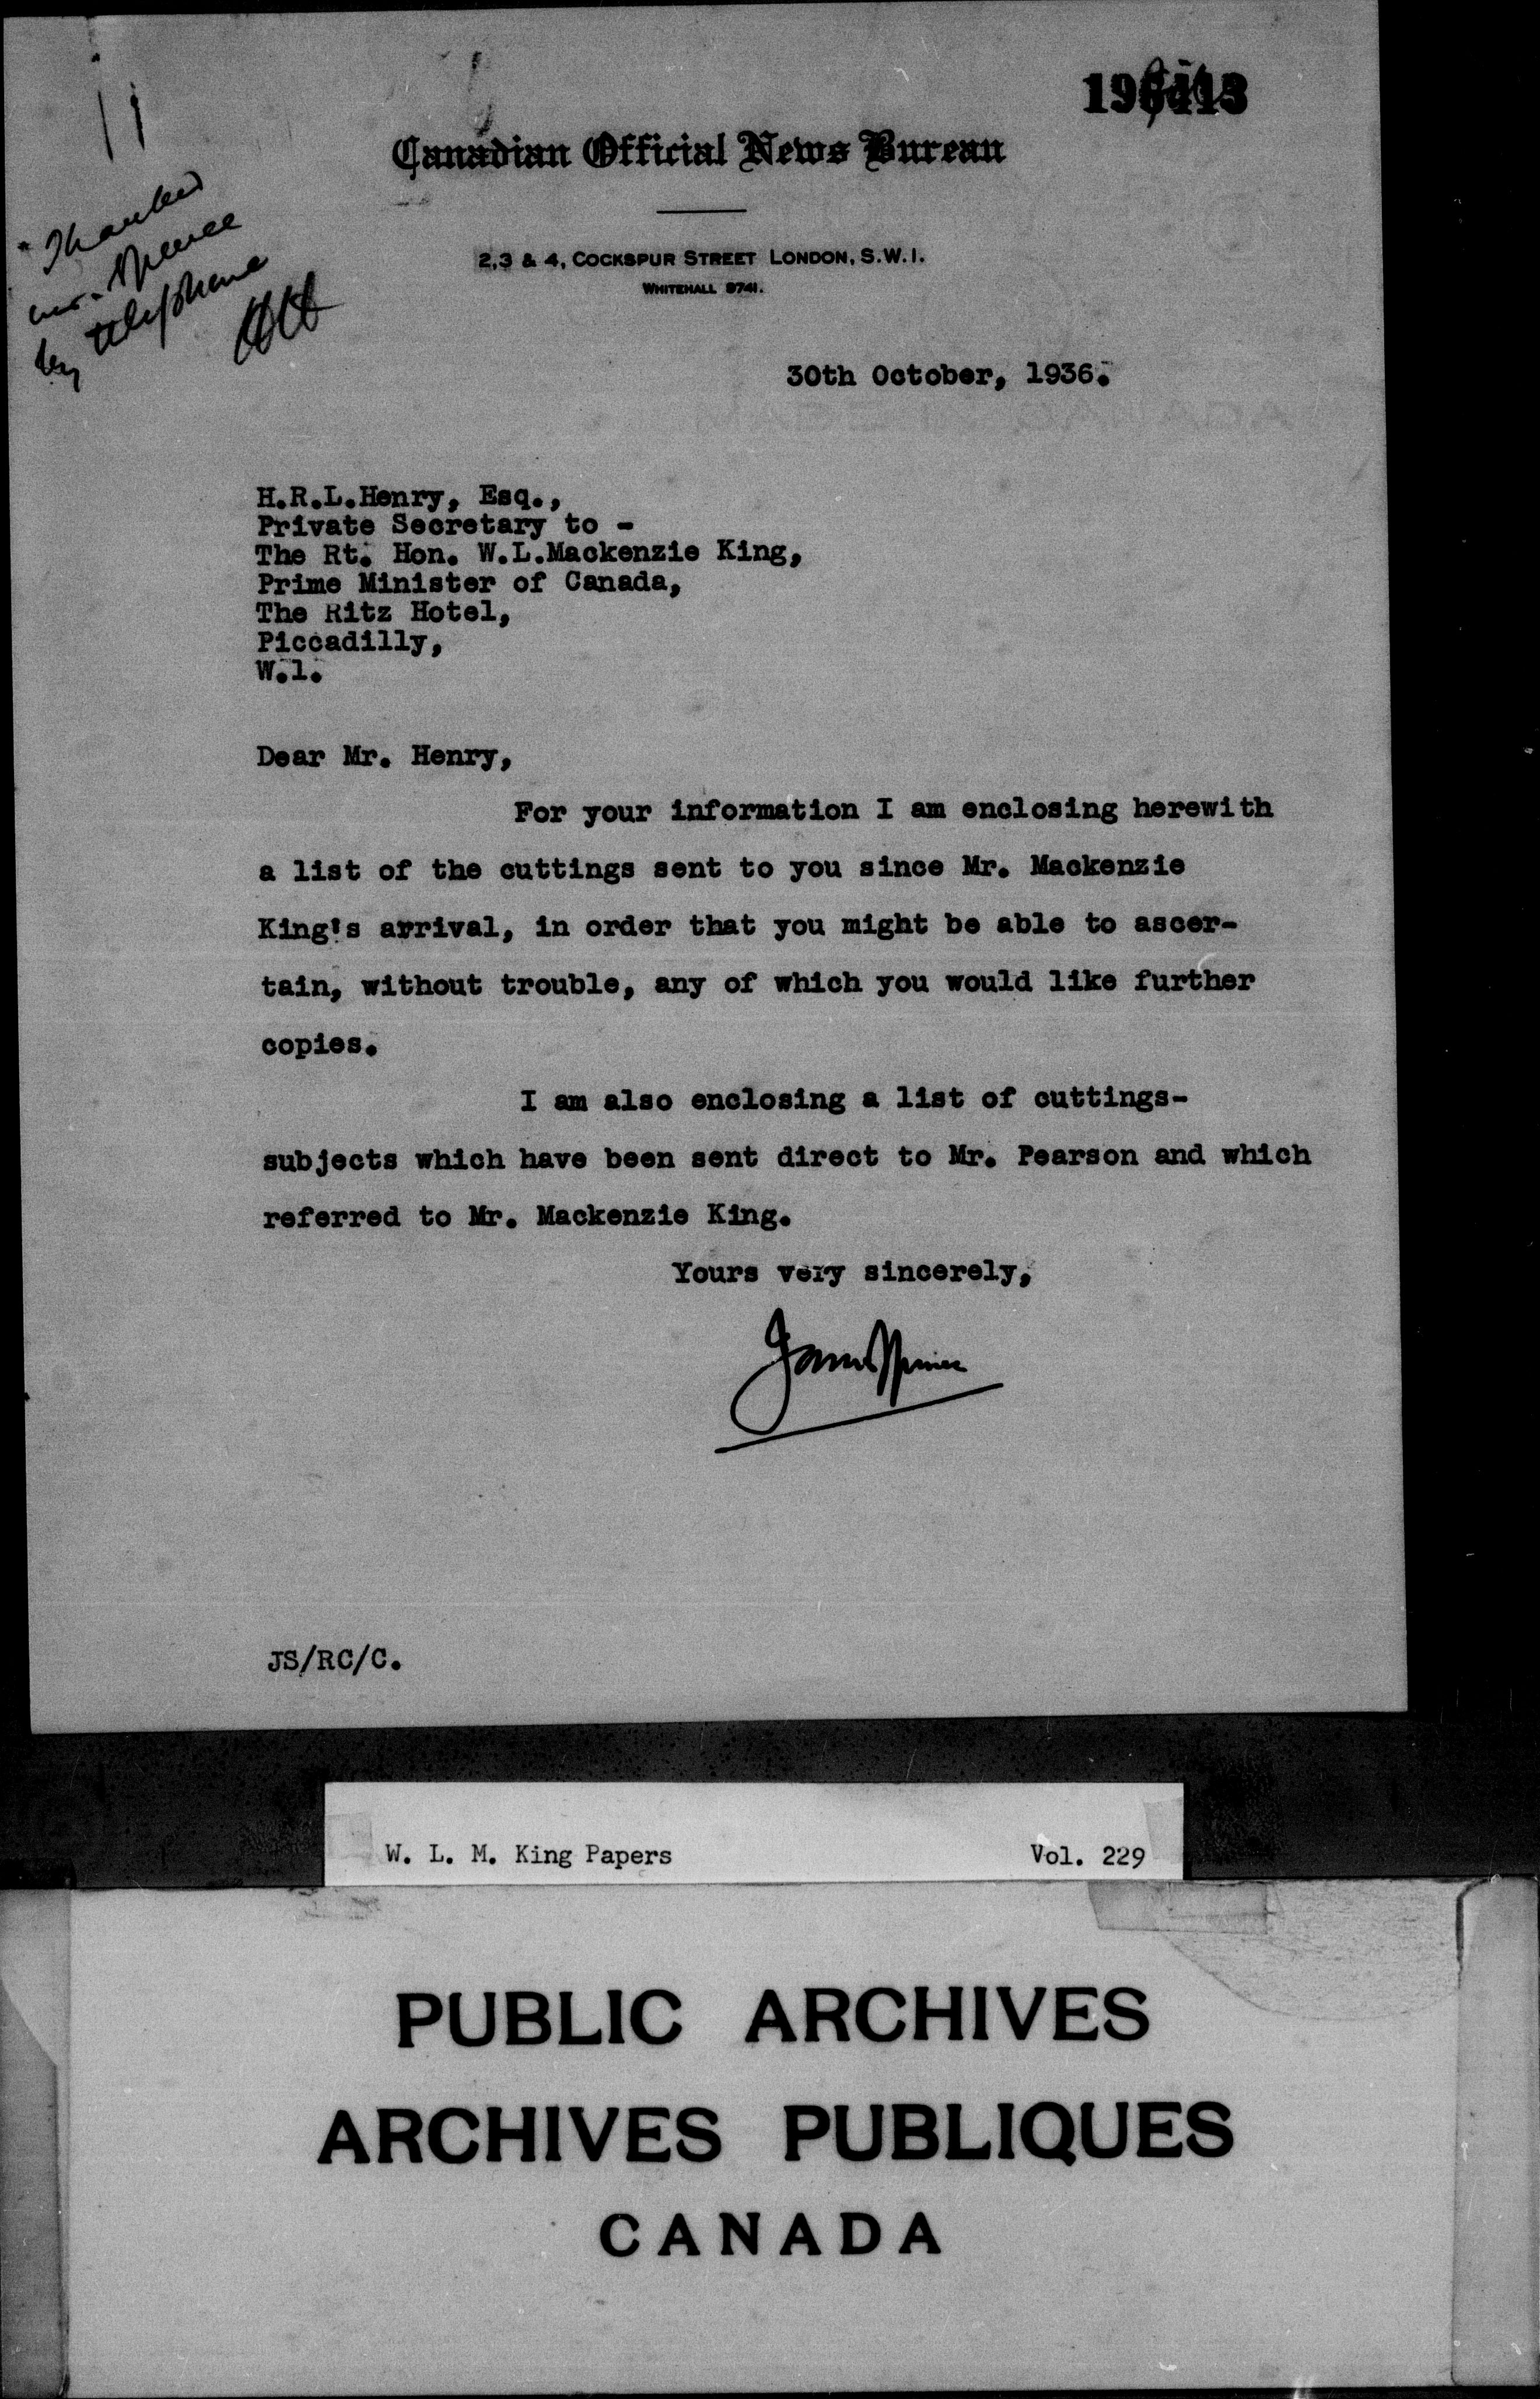 Canadian Official News Bureau
2,3 & 4, COCKSPUR STREET LONDON, S.W.1.
WHITEHALL 9741.
Thanked
Mr. Spence
by telephone
30th October, 1936.
H.R.L.Henry, Esq.,
Private Secretary to -
The Rt. Hon. W.L.Mackenzie King,
Prime Minister of Canada,
The Ritz Hotel,
Piccadilly,
W.1.
Dear Mr. Henry,
For your information I am enclosing herewith
a list of the cuttings sent to you since Mr. Mackenzie
King's arrival, in order that you might be able to ascer-
tain, without trouble, any of which you would like further
copies.
I am also enclosing a list of cuttings-
subjects which have been sent direct to Mr. Pearson and which
referred to Mr. Mackenzie King.
Yours very sincerely,
James Spence
JS/RC/C.
W. L. M. King Papers Vol. 229
PUBLIC ARCHIVES
ARCHIVES PUBLIQUES
CANADA